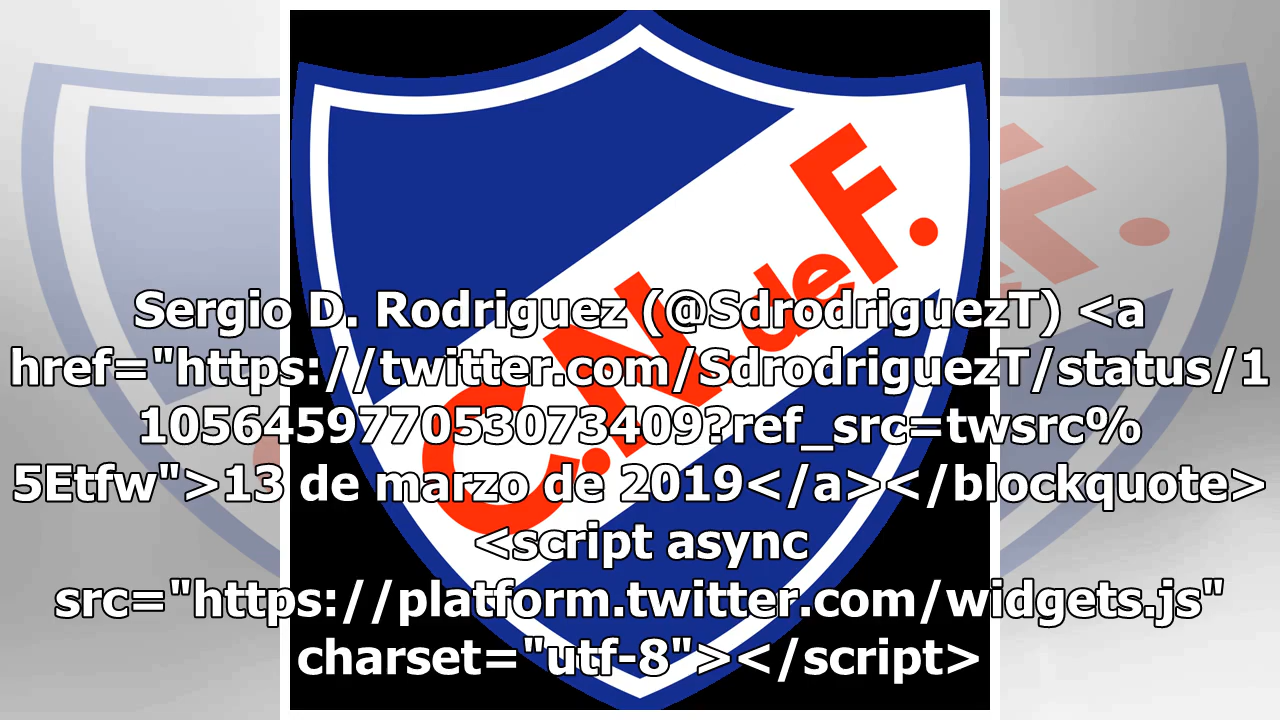 C.N. de F.
Sergio D. Rodriguez (@SdrodriguezT) <a
href="https://twitter.com/SdrodriguezT/status/1
105645977053073409?ref_src=twsrc%
5Etfw">13 de marzo de 2019</a></blockquote>
<script async
src="https://platform.twitter.com/widgets.js"
charset="utf-8"></script>